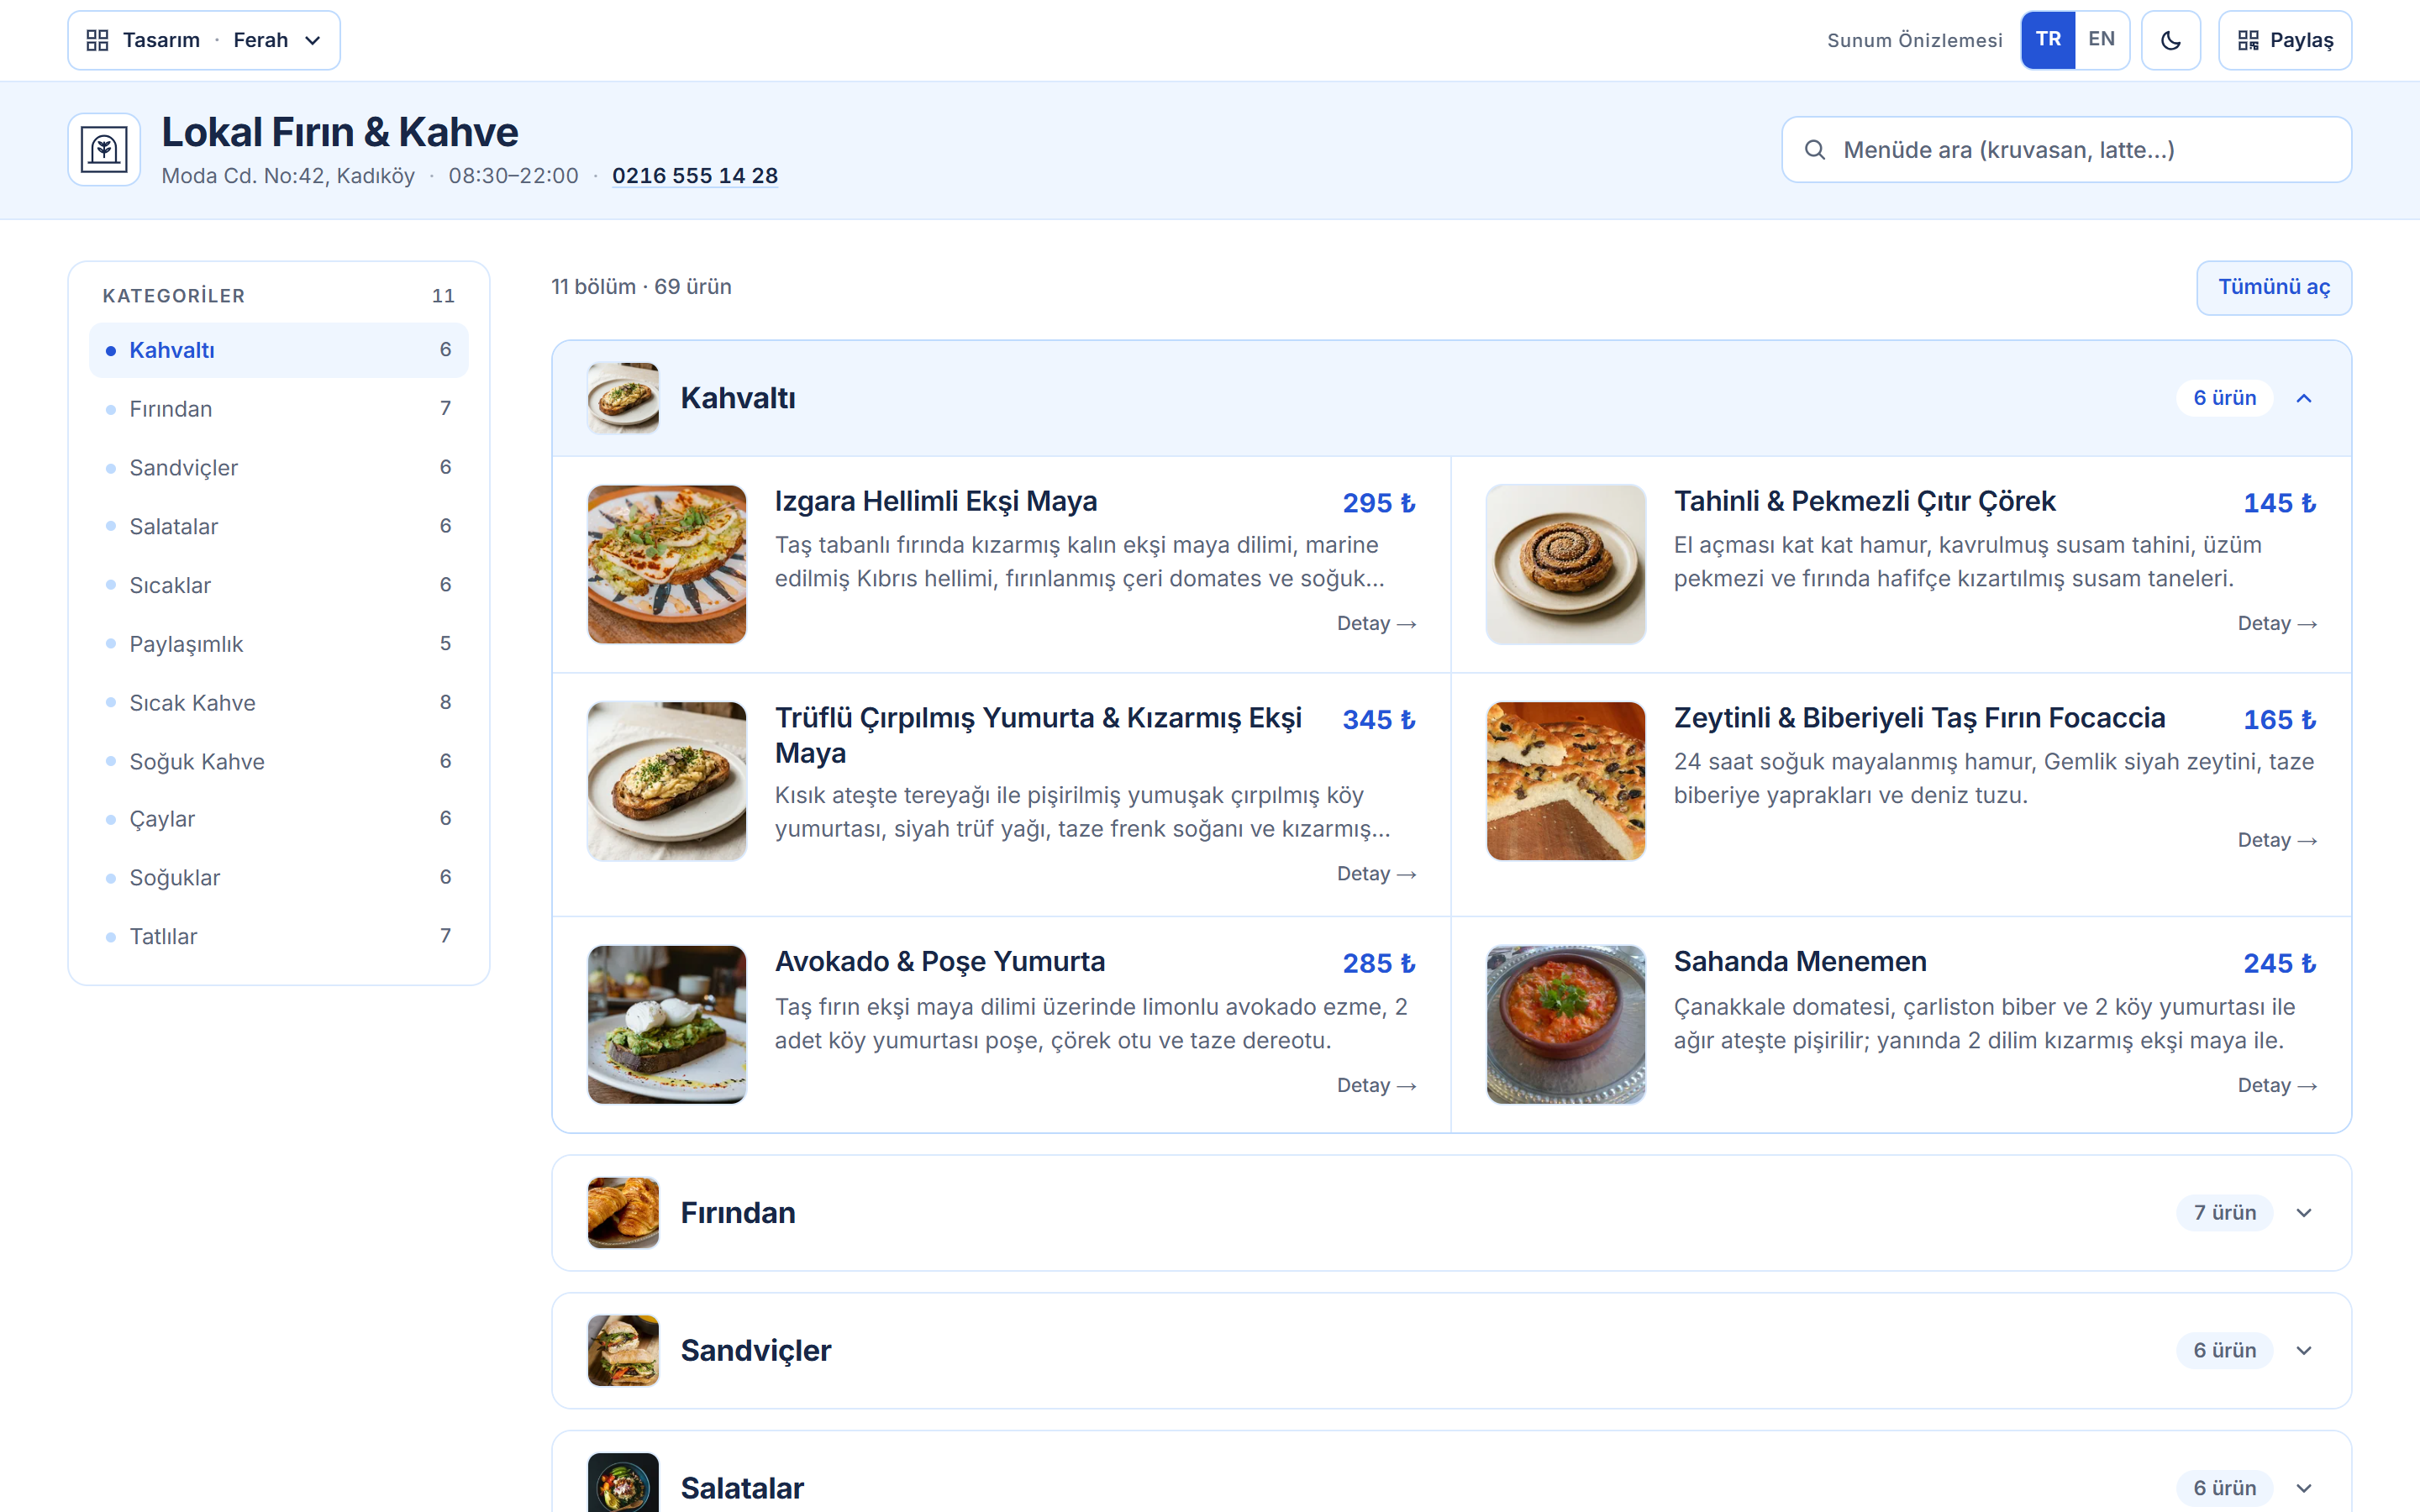 Tasarım · Ferah
Sunum Önizlemesi
TR
EN
Paylaş
Lokal Fırın & Kahve
Moda Cd. No:42, Kadıköy · 08:30–22:00 · 0216 555 14 28
Menüde ara (kruvasan, latte...)
KATEGORİLER 11
Kahvaltı 6
Fırından 7
Sandviçler 6
Salatalar 6
Sıcaklar 6
Paylaşımlık 5
Sıcak Kahve 8
Soğuk Kahve 6
Çaylar 6
Soğuklar 6
Tatlılar 7
11 bölüm · 69 ürün
Tümünü aç
Kahvaltı
6 ürün
Izgara Hellimli Ekşi Maya 295 ₺
Taş tabanlı fırında kızarmış kalın ekşi maya dilimi, marine
edilmiş Kıbrıs hellimi, fırınlanmış çeri domates ve soğuk...
Detay →
Tahinli & Pekmezli Çıtır Çörek 145 ₺
El açması kat kat hamur, kavrulmuş susam tahini, üzüm
pekmezi ve fırında hafifçe kızartılmış susam taneleri.
Detay →
Trüflü Çırpılmış Yumurta & Kızarmış Ekşi 345 ₺
Maya
Kısık ateşte tereyağı ile pişirilmiş yumuşak çırpılmış köy
yumurtası, siyah trüf yağı, taze frenk soğanı ve kızarmış...
Detay →
Zeytinli & Biberiyeli Taş Fırın Focaccia 165 ₺
24 saat soğuk mayalanmış hamur, Gemlik siyah zeytini, taze
biberiye yaprakları ve deniz tuzu.
Detay →
Avokado & Poşe Yumurta 285 ₺
Taş fırın ekşi maya dilimi üzerinde limonlu avokado ezme, 2
adet köy yumurtası poşe, çörek otu ve taze dereotu.
Detay →
Sahanda Menemen 245 ₺
Çanakkale domatesi, çarliston biber ve 2 köy yumurtası ile
ağır ateşte pişirilir; yanında 2 dilim kızarmış ekşi maya ile.
Detay →
Fırından
7 ürün
Sandviçler
6 ürün
Salatalar
6 ürün